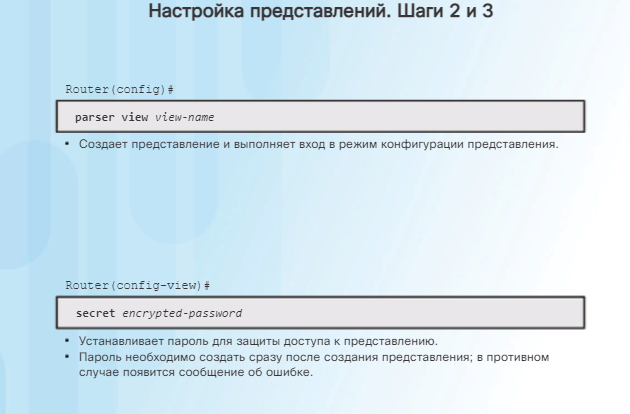 Настройка представлений. Шаги 2 и 3
Router(config)#
parser view view-name
▪ Создает представление и выполняет вход в режим конфигурации представления.
Router(config-view)#
secret encrypted-password
▪ Устанавливает пароль для защиты доступа к представлению.
▪ Пароль необходимо создать сразу после создания представления; в противном
случае появится сообщение об ошибке.